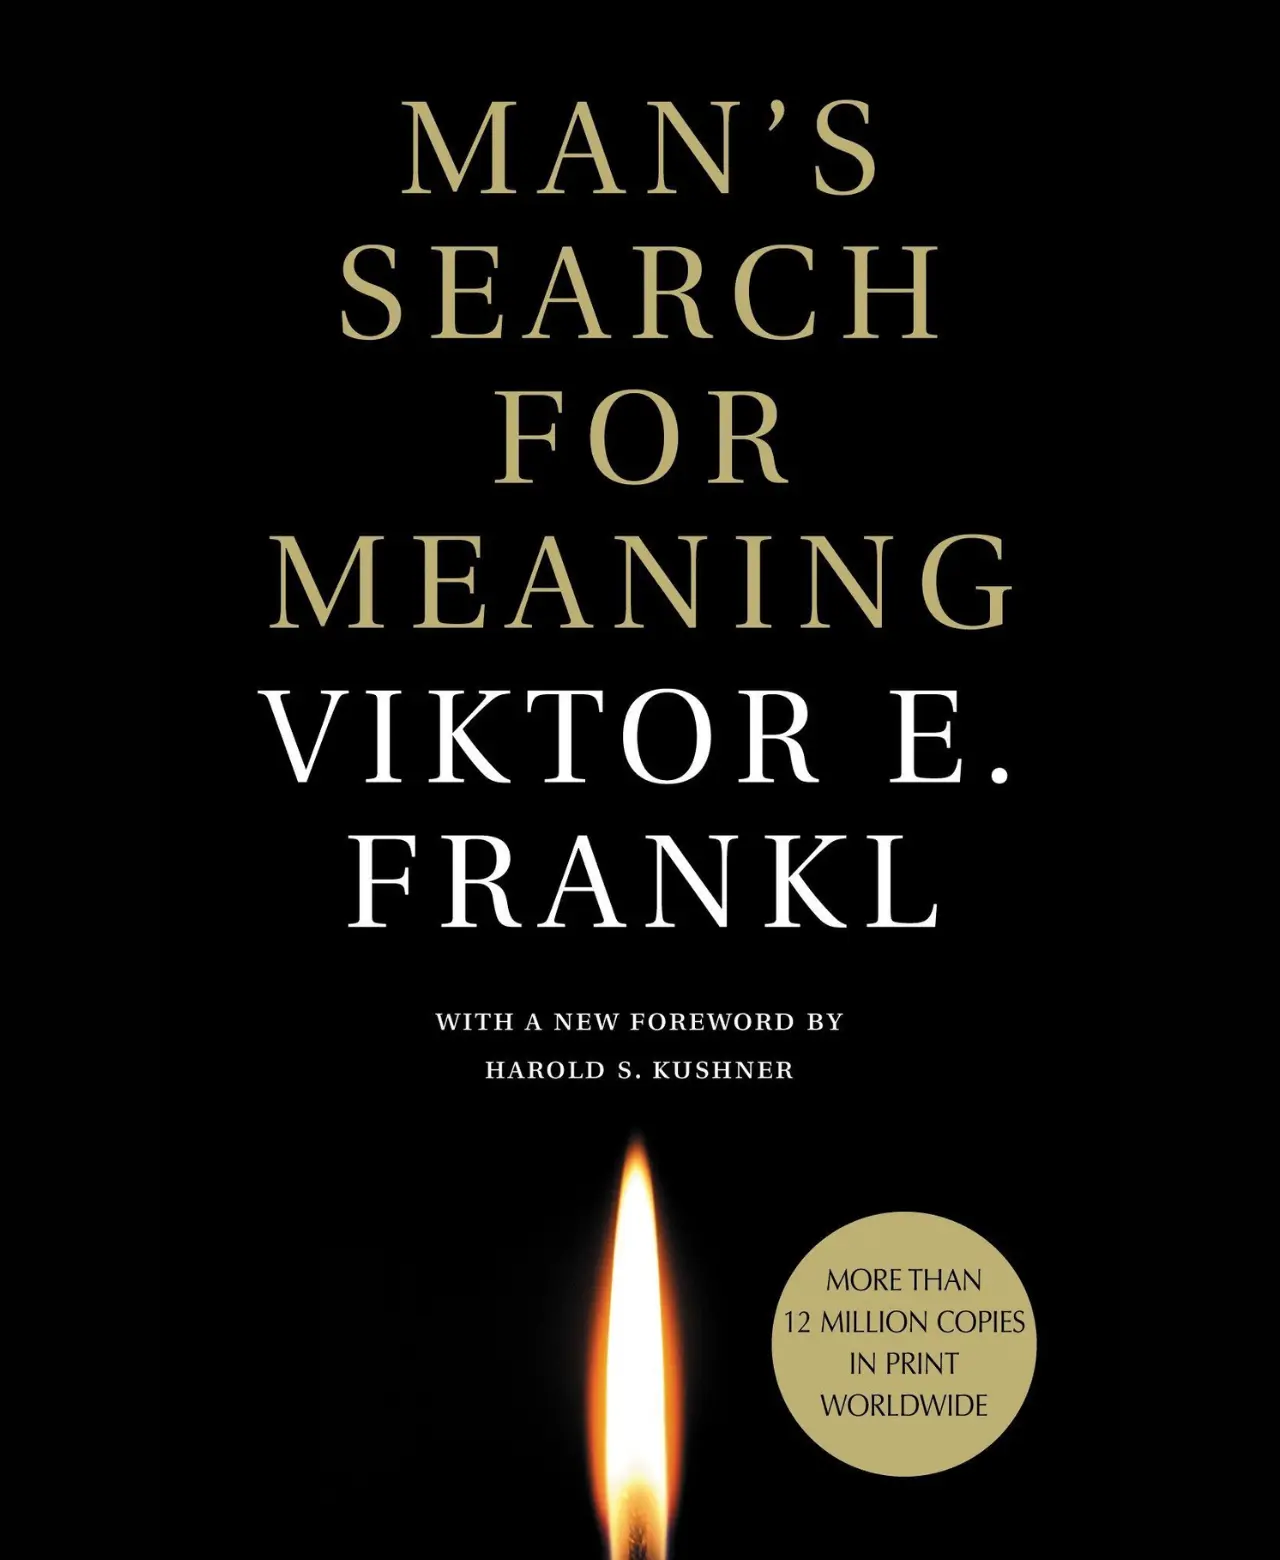 MAN’S
SEARCH
FOR
MEANING
VIKTOR E.
FRANKL
WITH A NEW FOREWORD BY
HAROLD S. KUSHNER
MORE THAN
12 MILLION COPIES
IN PRINT
WORLDWIDE